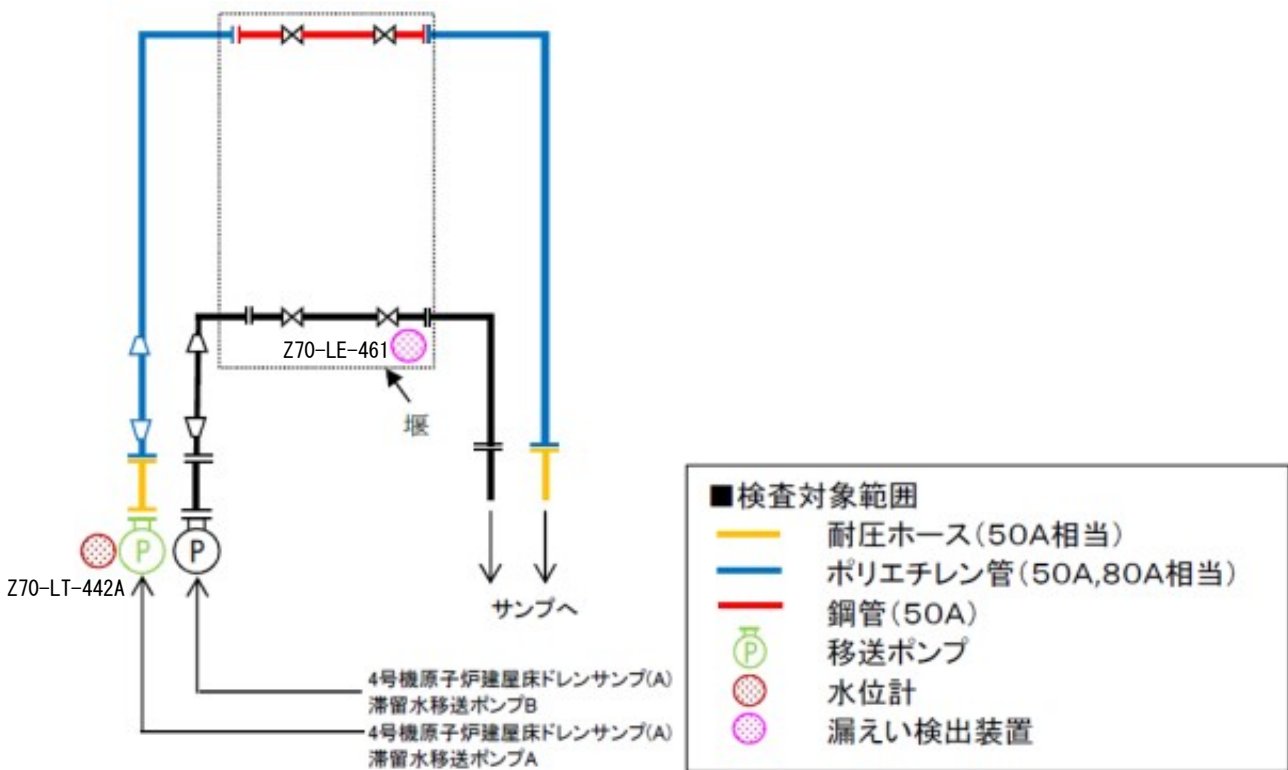 Z70-LE-461
堰
P
P
Z70-LT-442A
サンプへ
4号機原子炉建屋床ドレンサンプ(A)
滞留水移送ポンプB
4号機原子炉建屋床ドレンサンプ(A)
滞留水移送ポンプA
■検査対象範囲
耐圧ホース(50A相当)
ポリエチレン管(50A,80A相当)
鋼管(50A)
P
移送ポンプ
水位計
漏えい検出装置